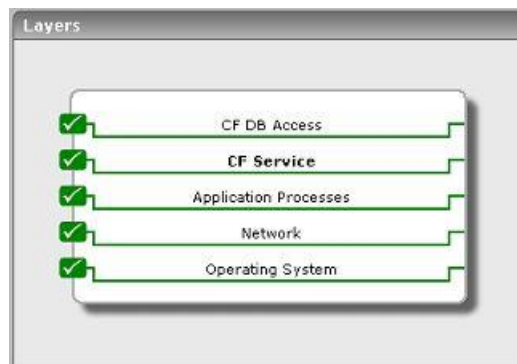 Layers
CF DB Access
CF Service
Application Processes
Network
Operating System